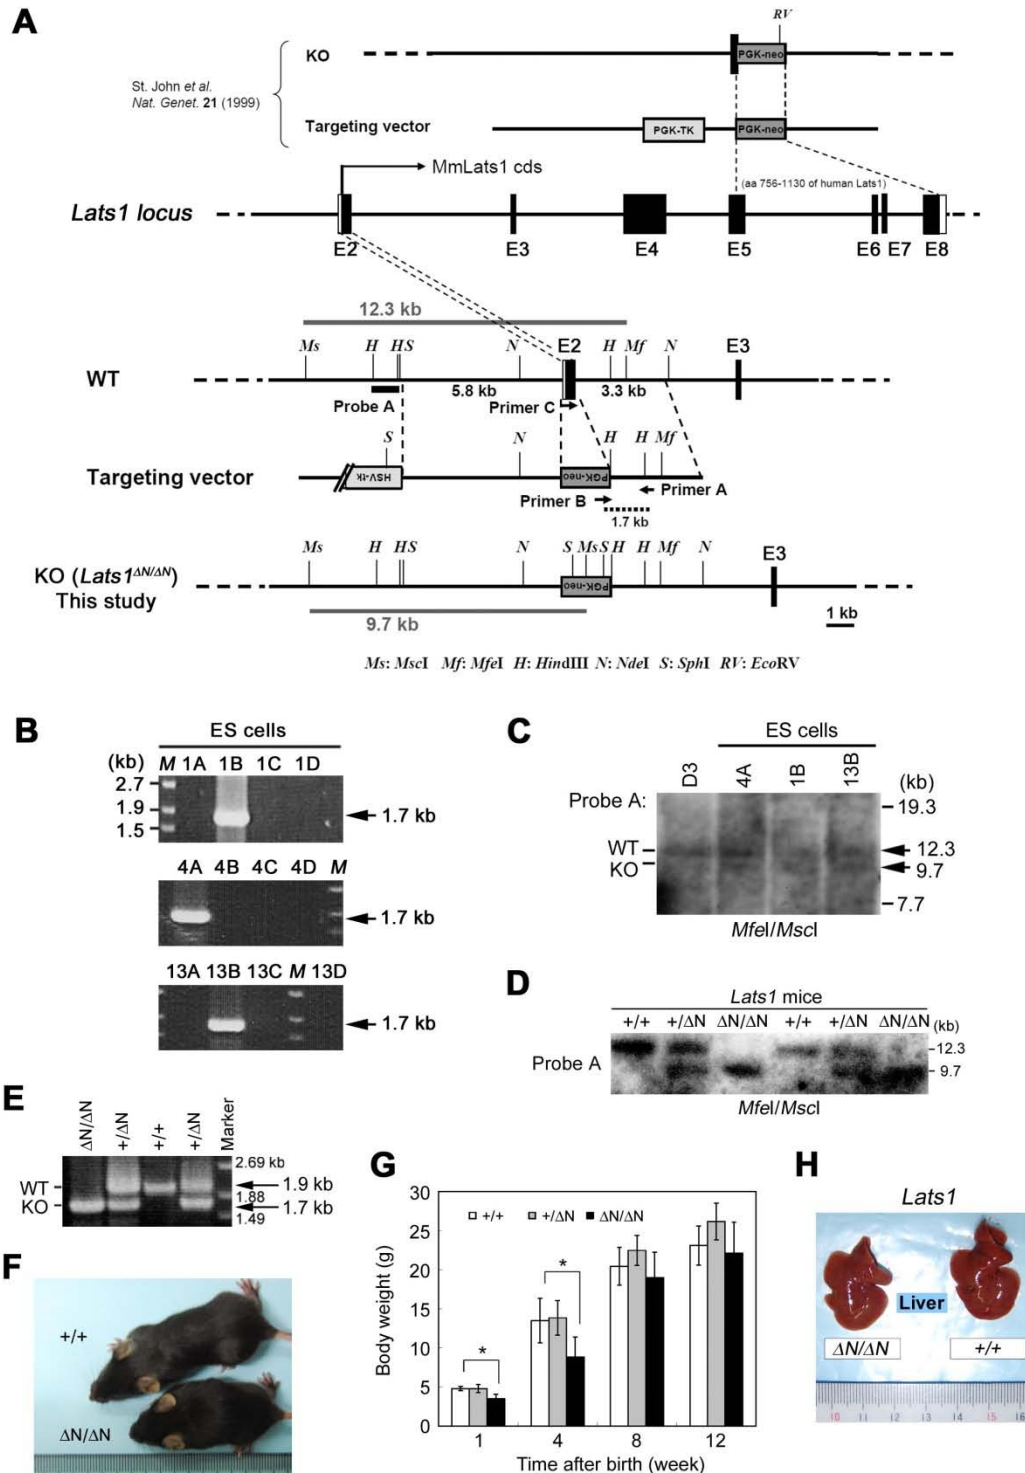 A
RV
KO
PGK-neo
St. John et al.
Nat. Genet. 21 (1999)
Targeting vector
PGK-TK
PGK-neo
MmLats1 cds
(aa 756-1130 of human Lats1)
Lats1 locus
E2 E3 E4 E5 E6 E7 E8
12.3 kb
Ms H H S N E2 H Mf N E3
WT
5.8 kb 3.3 kb
Probe A Primer C
S N H H Mf
Targeting vector
HSV-tk PGK-neo
Primer B Primer A
1.7 kb
Ms H H S N S Ms S H H Mf N E3
KO (Lats1ΔN/ΔN)
This study
PGK-neo
9.7 kb
1 kb
Ms: MscI Mf: MfeI H: HindIII N: NdeI S: SphI RV: EcoRV
B
ES cells
(kb) M 1A 1B 1C 1D
2.7
1.9
1.5
1.7 kb
4A 4B 4C 4D M
1.7 kb
13A 13B 13C M 13D
1.7 kb
C
ES cells
D3 4A 1B 13B
(kb)
Probe A:
19.3
WT 12.3
KO 9.7
7.7
MfeI/MscI
D
Lats1 mice
+/+ +/ΔN ΔN/ΔN +/+ +/ΔN ΔN/ΔN (kb)
12.3
Probe A
9.7
MfeI/MscI
E
ΔN/ΔN +/ΔN +/+ +/ΔN Marker
2.69 kb
WT 1.9 kb
1.88
KO 1.7 kb
1.49
F
+/+
ΔN/ΔN
G
+/+ +/ΔN ΔN/ΔN
Body weight (g)
30
25
20
15
10
5
0
*
*
1 4 8 12
Time after birth (week)
H
Lats1
Liver
ΔN/ΔN +/+
10 11 12 13 14 15 16